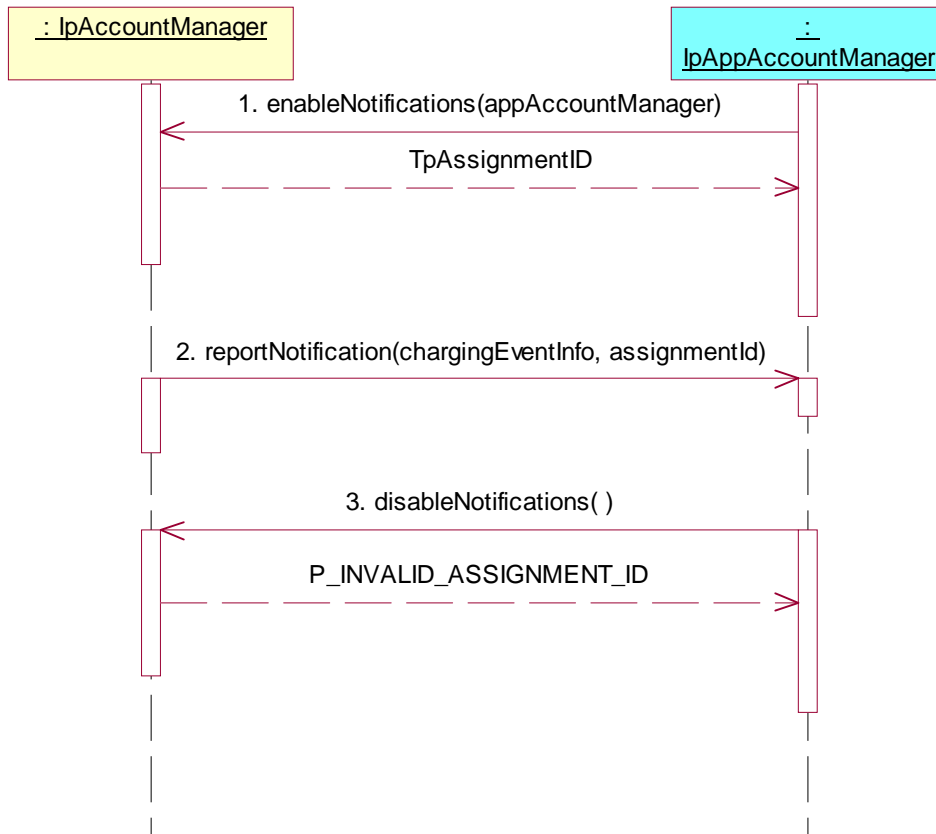 : IpAccountManager
:
IpAppAccountManager
1. enableNotifications(appAccountManager)
TpAssignmentID
2. reportNotification(chargingEventInfo, assignmentId)
3. disableNotifications( )
P_INVALID_ASSIGNMENT_ID